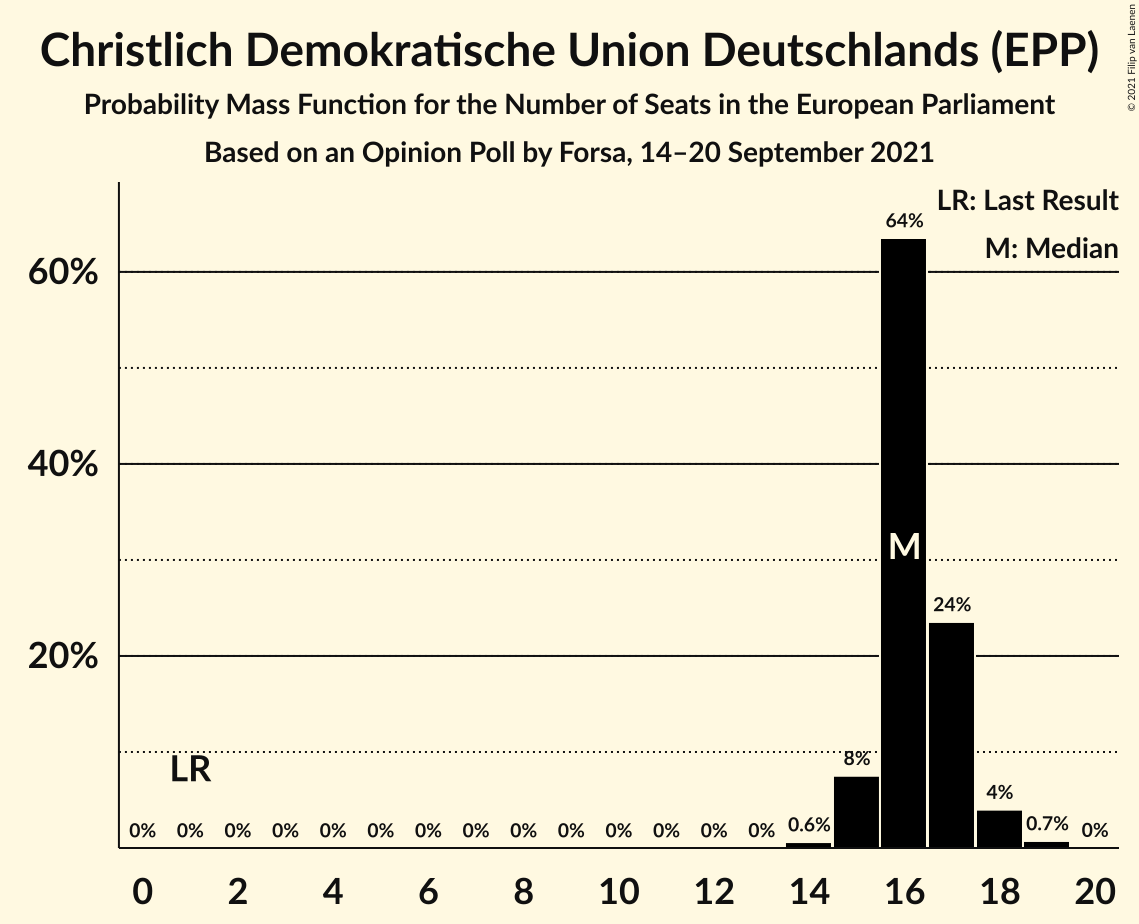 Christlich Demokratische Union Deutschlands (EPP)
Probability Mass Function for the Number of Seats in the European Parliament
Based on an Opinion Poll by Forsa, 14–20 September 2021
© 2021 Filip van Laenen
LR: Last Result
M: Median
64%
60%
40%
M
24%
20%
LR
8%
4%
0% 0% 0% 0% 0% 0% 0% 0% 0% 0% 0% 0% 0% 0% 0.6% 0.7% 0%
0 2 4 6 8 10 12 14 16 18 20